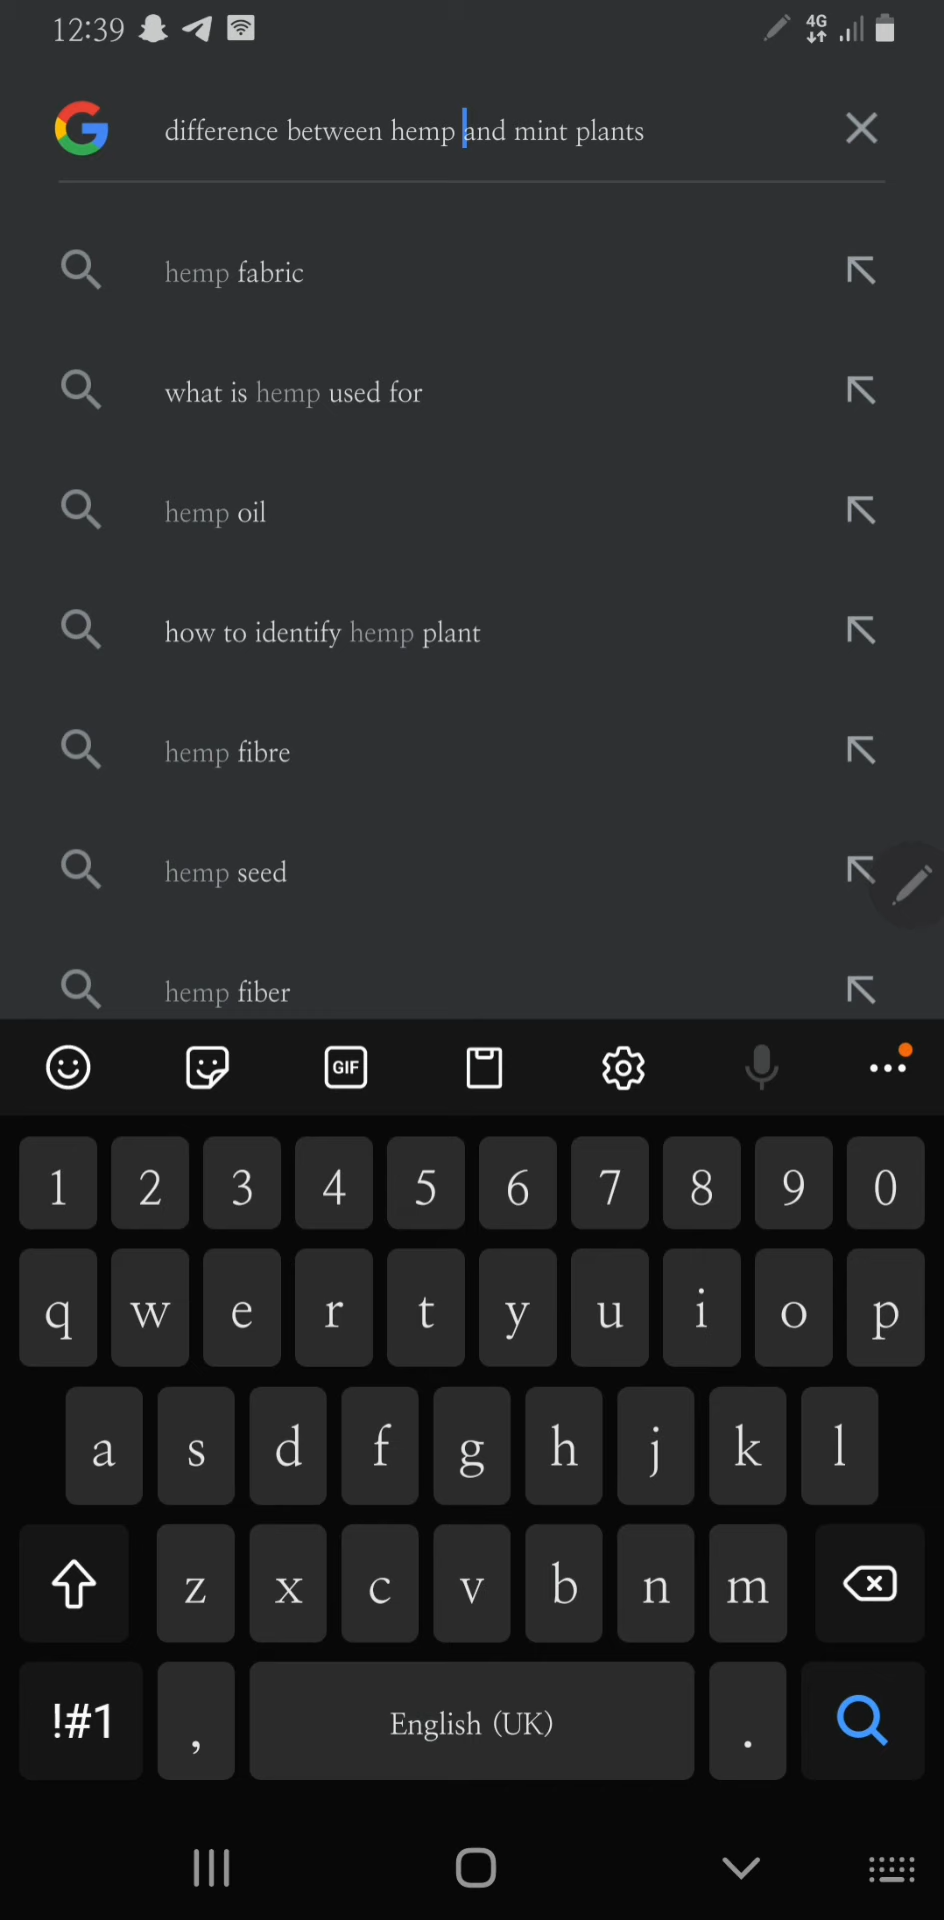 12:39
4G
difference between hemp and mint plants
hemp fabric
what is hemp used for
hemp oil
how to identify hemp plant
hemp fibre
hemp seed
hemp fiber
GIF
1 2 3 4 5 6 7 8 9 0
q w e r t y u i o p
a s d f g h j k l
z x c v b n m
!#1 , English (UK) .